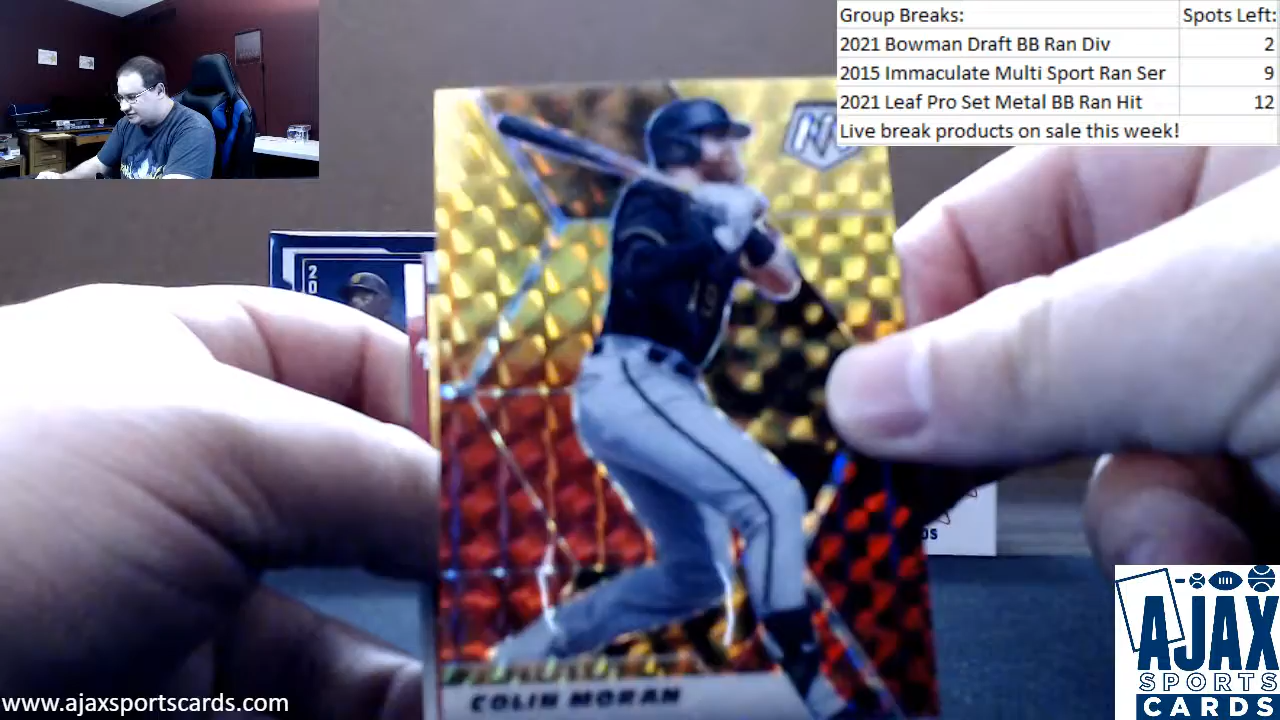 Group Breaks: Spots Left:
2021 Bowman Draft BB Ran Div 2
2015 Immaculate Multi Sport Ran Ser 9
2021 Leaf Pro Set Metal BB Ran Hit 12
Live break products on sale this week!
20
19
COLIN MORAN
AJAX
SPORTS
CARDS
www.ajaxsportscards.com